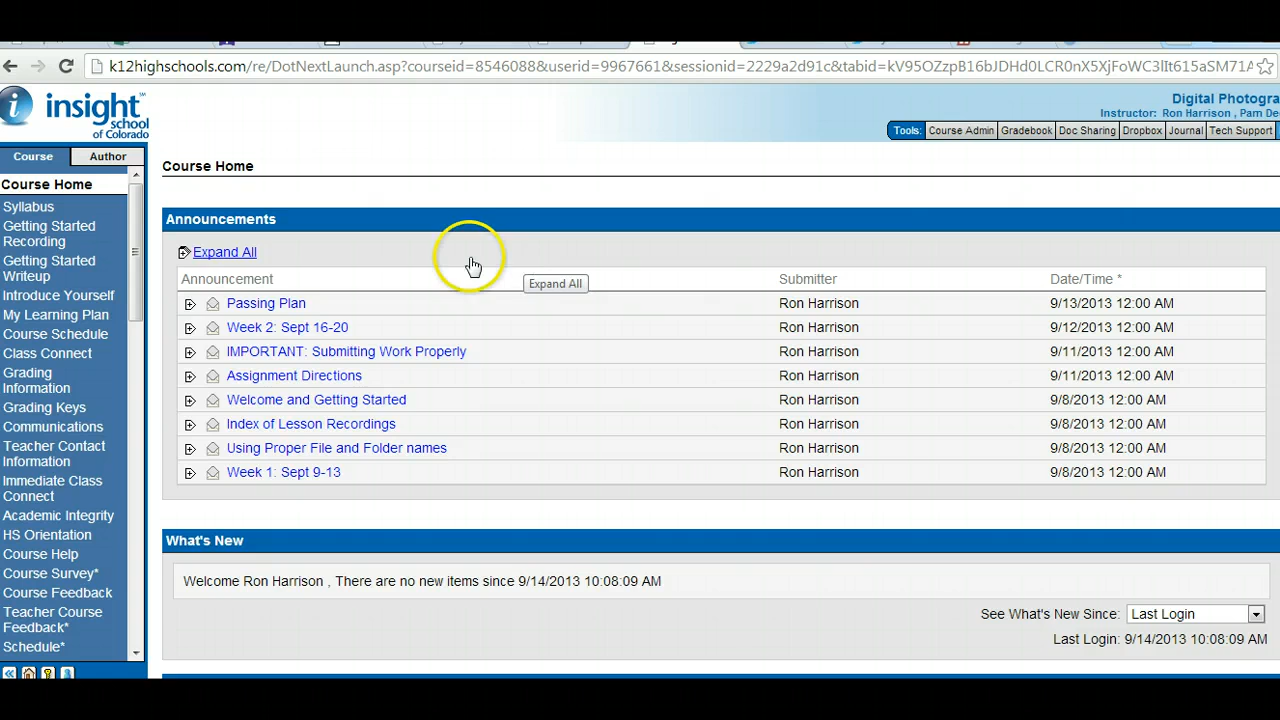 k12highschools.com/re/DotNextLaunch.asp?courseid=8546088&userid=9967661&sessionid=2229a2d91c&tabid=
insight
school
of Colorado
Digital Photogra
Instructor: Ron Harrison , Pam De
Tools: Course Admin Gradebook Doc Sharing Dropbox Journal Tech Support
Course Author
Course Home
Syllabus
Getting Started
Recording
Getting Started
Writeup
Introduce Yourself
My Learning Plan
Course Schedule
Class Connect
Grading
Information
Grading Keys
Communications
Teacher Contact
Information
Immediate Class
Connect
Academic Integrity
HS Orientation
Course Help
Course Survey*
Course Feedback
Teacher Course
Feedback*
Schedule*
Course Home
Announcements
Expand All
Expand All
Announcement Submitter Date/Time *
Passing Plan Ron Harrison 9/13/2013 12:00 AM
Week 2: Sept 16-20 Ron Harrison 9/12/2013 12:00 AM
IMPORTANT: Submitting Work Properly Ron Harrison 9/11/2013 12:00 AM
Assignment Directions Ron Harrison 9/11/2013 12:00 AM
Welcome and Getting Started Ron Harrison 9/8/2013 12:00 AM
Index of Lesson Recordings Ron Harrison 9/8/2013 12:00 AM
Using Proper File and Folder names Ron Harrison 9/8/2013 12:00 AM
Week 1: Sept 9-13 Ron Harrison 9/8/2013 12:00 AM
What's New
Welcome Ron Harrison , There are no new items since 9/14/2013 10:08:09 AM
See What's New Since: Last Login
Last Login: 9/14/2013 10:08:09 AM